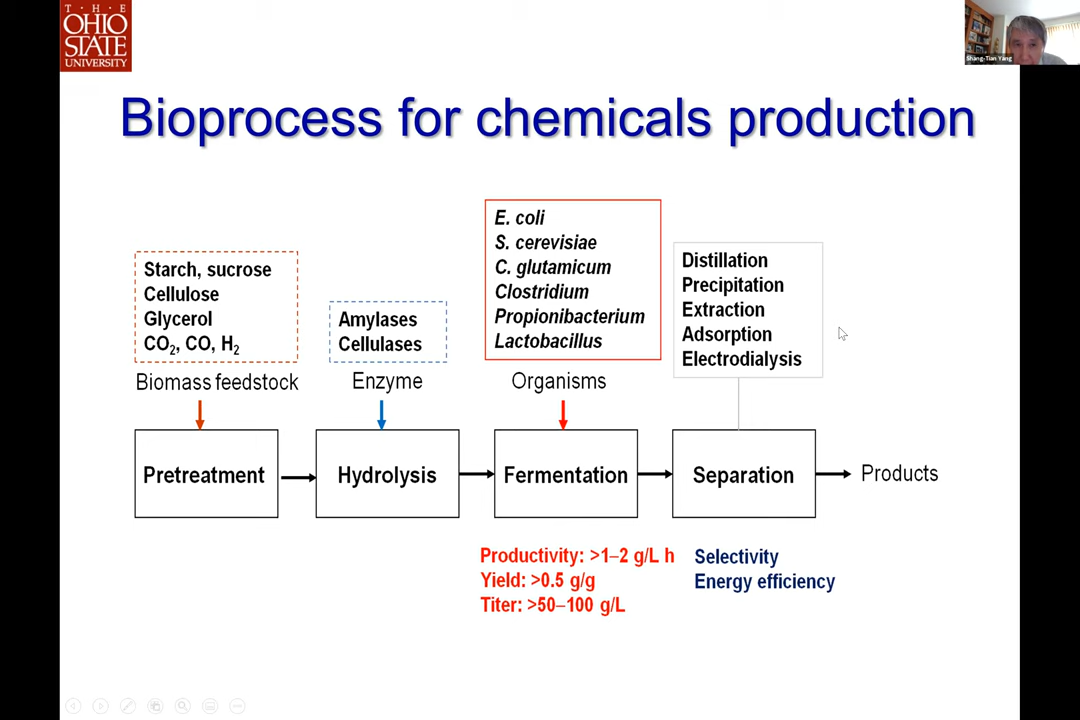 T · H · E
OHIO
STATE
UNIVERSITY
Shang-Tian Yang
Bioprocess for chemicals production
Starch, sucrose
Cellulose
Glycerol
CO₂, CO, H₂
Biomass feedstock
Amylases
Cellulases
Enzyme
E. coli
S. cerevisiae
C. glutamicum
Clostridium
Propionibacterium
Lactobacillus
Organisms
Distillation
Precipitation
Extraction
Adsorption
Electrodialysis
Pretreatment
Hydrolysis
Fermentation
Separation
Products
Productivity: >1–2 g/L h
Yield: >0.5 g/g
Titer: >50–100 g/L
Selectivity
Energy efficiency